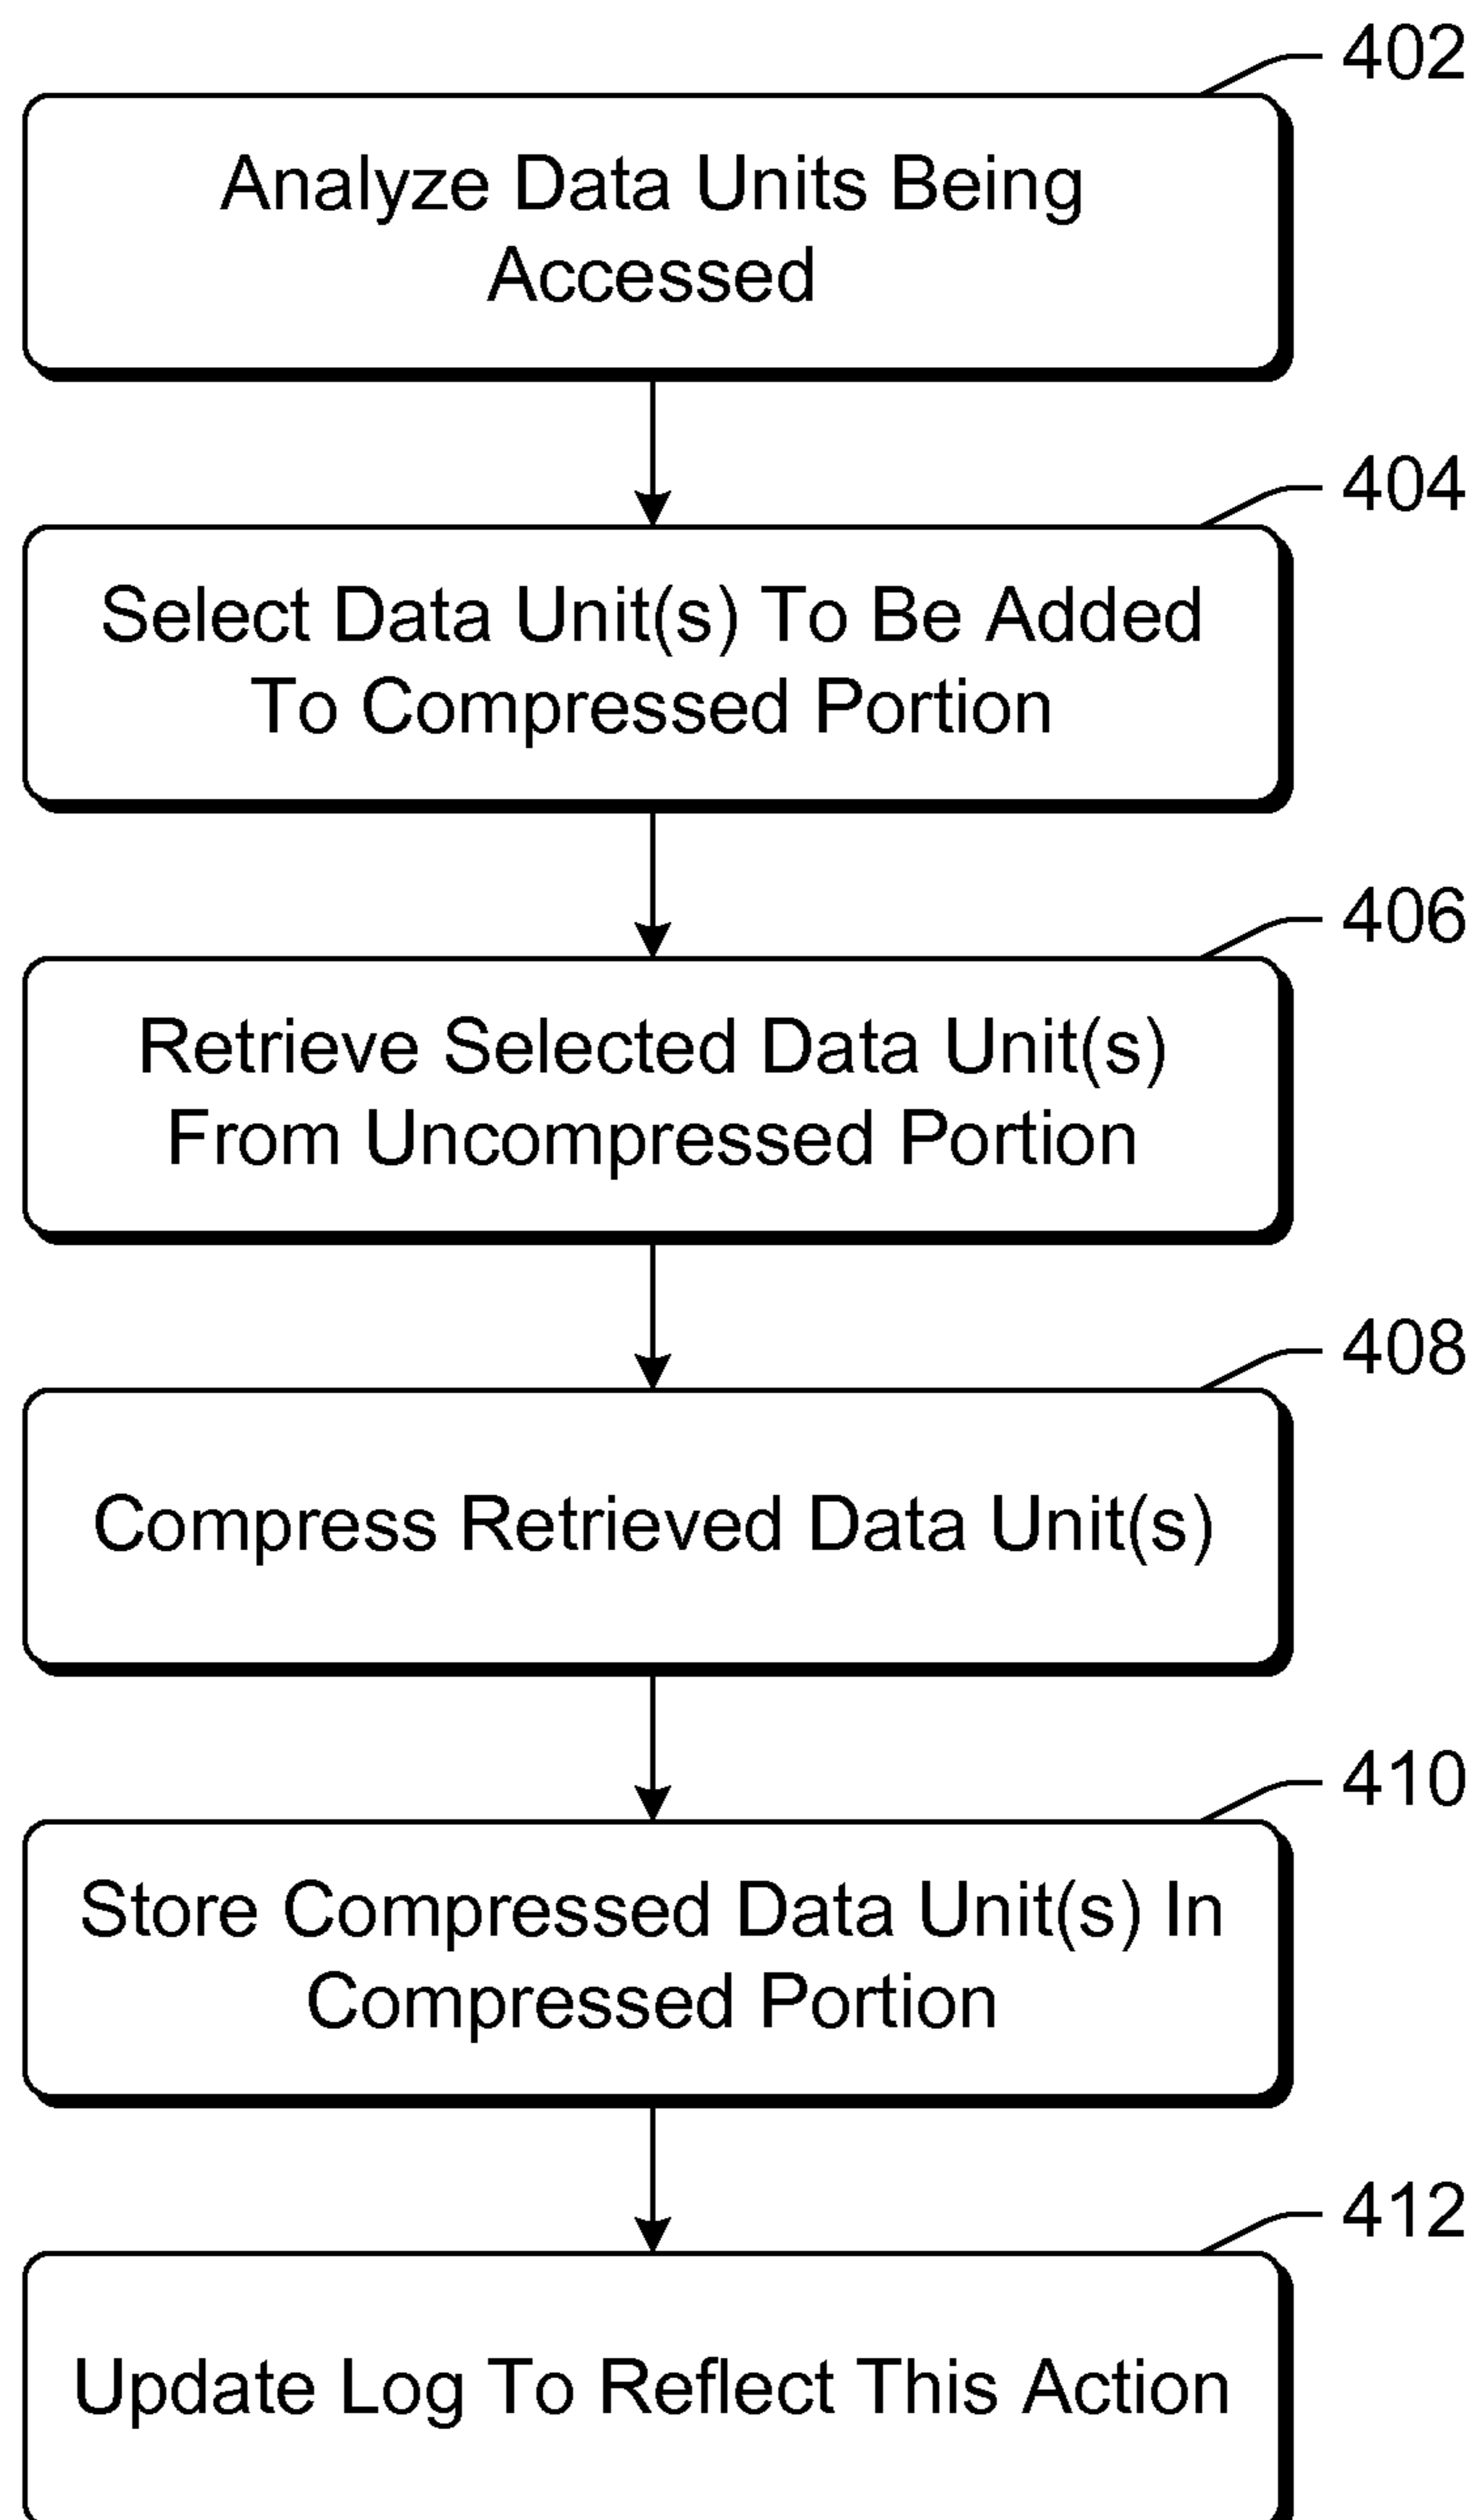 402
Analyze Data Units Being
Accessed
404
Select Data Unit(s) To Be Added
To Compressed Portion
406
Retrieve Selected Data Unit(s)
From Uncompressed Portion
408
Compress Retrieved Data Unit(s)
410
Store Compressed Data Unit(s) In
Compressed Portion
412
Update Log To Reflect This Action